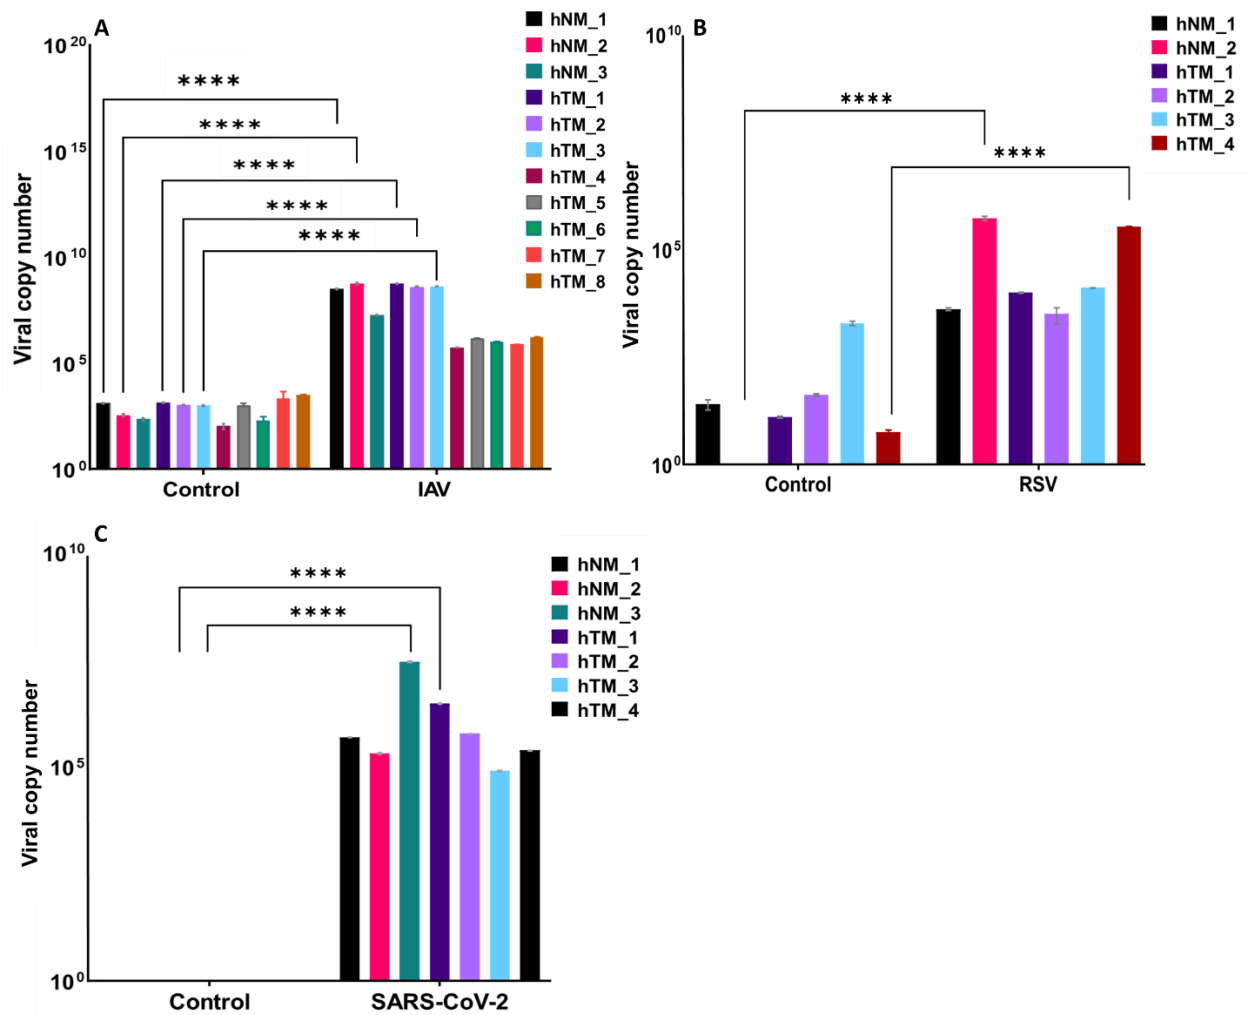 A
Viral copy number
10^20
10^15
10^10
10^5
10^0
****
****
****
****
****
Control
IAV
hNM_1
hNM_2
hNM_3
hTM_1
hTM_2
hTM_3
hTM_4
hTM_5
hTM_6
hTM_7
hTM_8
B
Viral copy number
10^10
10^5
10^0
****
****
Control
RSV
hNM_1
hNM_2
hTM_1
hTM_2
hTM_3
hTM_4
C
Viral copy number
10^10
10^5
10^0
****
****
Control
SARS-CoV-2
hNM_1
hNM_2
hNM_3
hTM_1
hTM_2
hTM_3
hTM_4